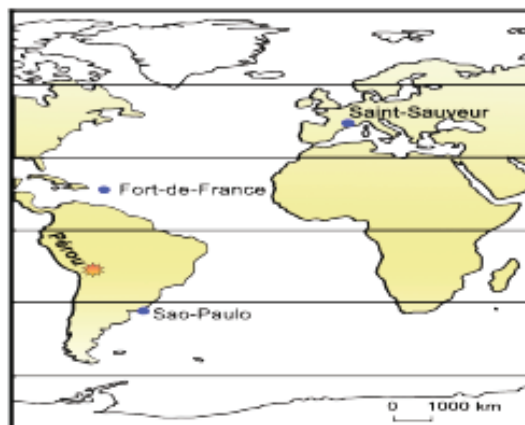 Saint-Sauveur
Fort-de-France
Pérou
Sao-Paulo
0 1000 km